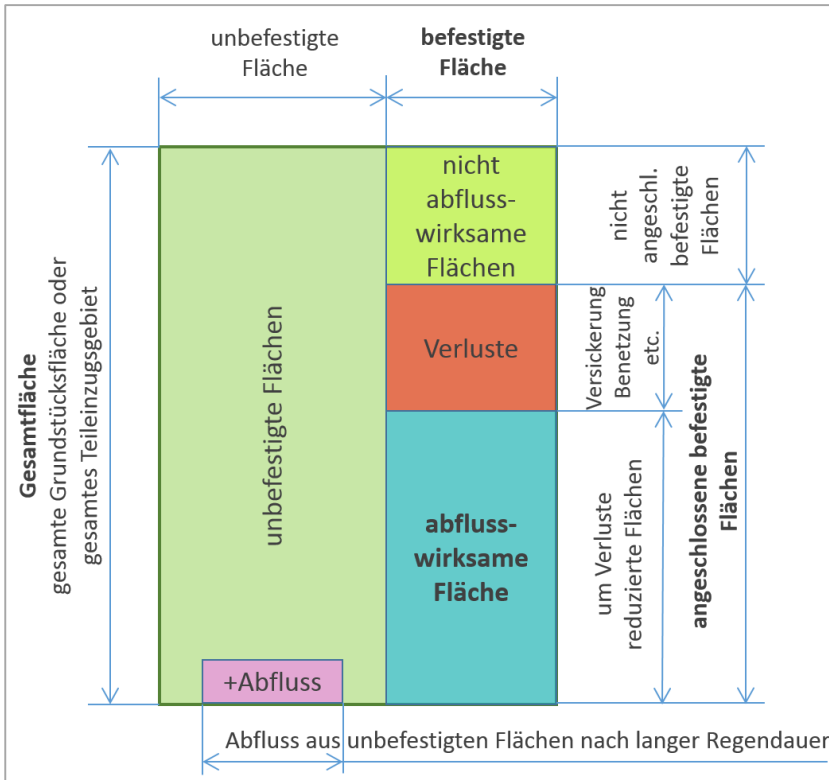 unbefestigte
Fläche
befestigte
Fläche
Gesamtfläche
gesamte Grundstücksfläche oder
gesamtes Teileinzugsgebiet
unbefestigte Flächen
nicht
abfluss-
wirksame
Flächen
nicht
angeschl.
befestigte
Flächen
Verluste
Versickerung
Benetzung
etc.
abfluss-
wirksame
Fläche
um Verluste
reduzierte Flächen
angeschlossene befestigte
Flächen
+Abfluss
Abfluss aus unbefestigten Flächen nach langer Regendauer